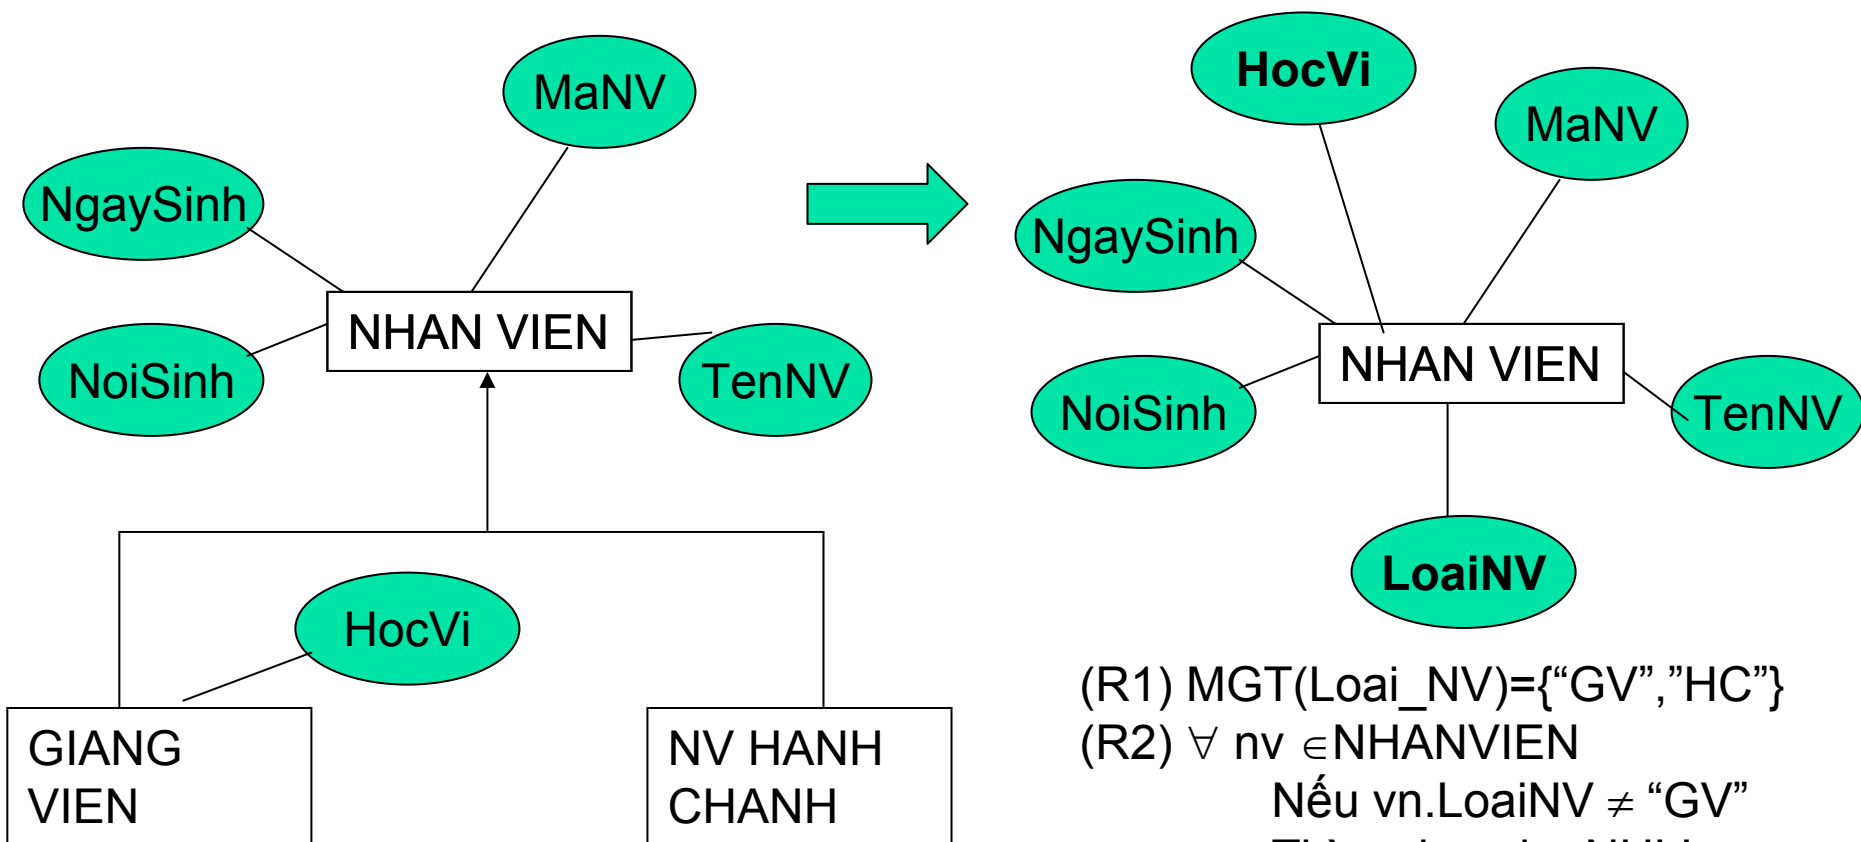 MaNV
NgaySinh
NHAN VIEN
NoiSinh
TenNV
HocVi
GIANG
VIEN
NV HANH
CHANH
HocVi
MaNV
NgaySinh
NHAN VIEN
NoiSinh
TenNV
LoaiNV
(R1) MGT(Loai_NV)={“GV”,”HC”}
(R2) ∀ nv ∈NHANVIEN
Nếu vn.LoaiNV ≠ “GV”